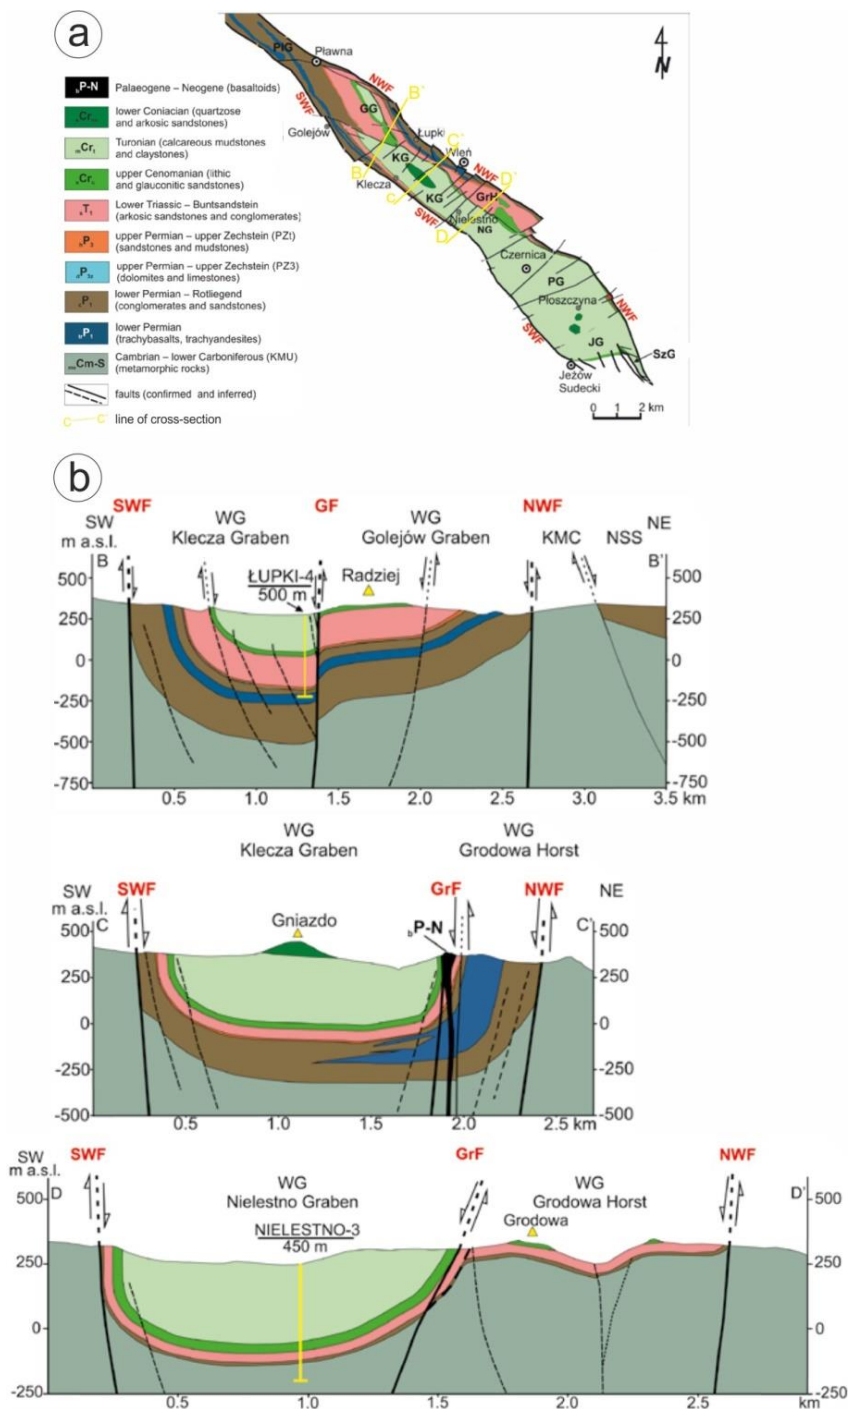 a
N
PlG
Pławna
NWF
B'
GG
SWF
Golejów
Łupki
C'
Wleń
KG
B
Klecza
C
NWF
D'
GrH
KG
SWF
Nielestno
D
NG
Czernica
PG
Płoszczyna
NWF
SWF
JG
SzG
Jeżów
Sudecki
0 1 2 km
bP-N Palaeogene – Neogene (basaltoids)
lower Coniacian (quartzose
and arkosic sandstones)
mCrt Turonian (calcareous mudstones
and claystones)
upper Cenomanian (lithic
and glauconitic sandstones)
sT1 Lower Triassic – Buntsandstein
(arkosic sandstones and conglomerates)
P3 upper Permian – upper Zechstein (PZt)
(sandstones and mudstones)
upper Permian – upper Zechstein (PZ3)
(dolomites and limestones)
P1 lower Permian – Rotliegend
(conglomerates and sandstones)
P1 lower Permian
(trachybasalts, trachyandesites)
Cm-S Cambrian – lower Carboniferous (KMU)
(metamorphic rocks)
faults (confirmed and inferred)
C C' line of cross-section
b
SWF GF NWF
SW WG WG NE
m a.s.l. Klecza Graben Golejów Graben KMC NSS
B ŁUPKI-4 Radziej B'
500 500 m 500
250 250
0 0
-250 -250
-500 -500
-750 -750
0.5 1.0 1.5 2.0 2.5 3.0 3.5 km
WG WG
Klecza Graben Grodowa Horst
SW SWF GrF NWF NE
m a.s.l.
C Gniazdo bP-N C'
500 500
250 250
0 0
-250 -250
-500 -500
0.5 1.0 1.5 2.0 2.5 km
SW SWF GrF NWF
m a.s.l. WG WG
D Nielestno Graben Grodowa Horst D'
500 NIELESTNO-3 Grodowa 500
450 m
250 250
0 0
-250 -250
0.5 1.0 1.5 2.0 2.5 km